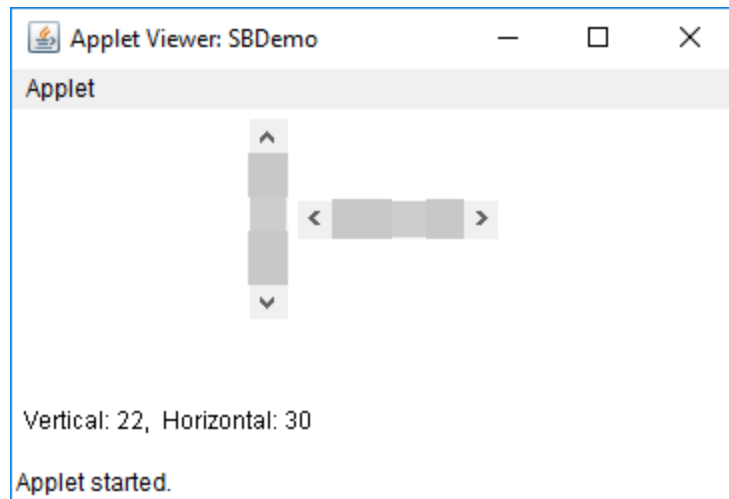 Applet Viewer: SBDemo
Applet
Vertical: 22, Horizontal: 30
Applet started.